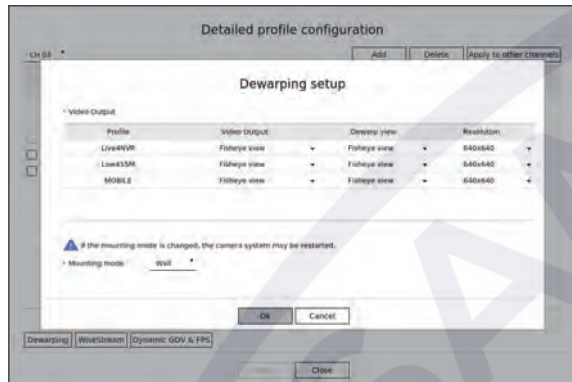 Detailed profile configuration
CH 03
Add Delete Apply to other channels
Dewarping setup
Video Output
Profile Video Output Dewarp view Resolution
Live4NVR Fisheye view Fisheye view 640x640
Low4SSM Fisheye view Fisheye view 640x640
MOBILE Fisheye view Fisheye view 640x640
If the mounting mode is changed, the camera system may be restarted.
Mounting mode Wall
Ok Cancel
Dewarping WiseStream Dynamic GOV & FPS
Close